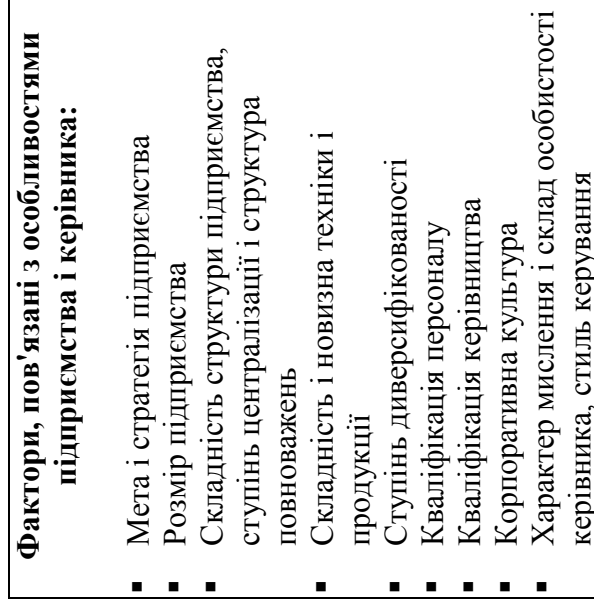 Фактори, пов'язані з особливостями
підприємства і керівника:
▪ Мета і стратегія підприємства
▪ Розмір підприємства
▪ Складність структури підприємства,
ступінь централізації і структура
повноважень
▪ Складність і новизна техніки і
продукції
▪ Ступінь диверсифікованості
▪ Кваліфікація персоналу
▪ Кваліфікація керівництва
▪ Корпоративна культура
▪ Характер мислення і склад особистості
керівника, стиль керування